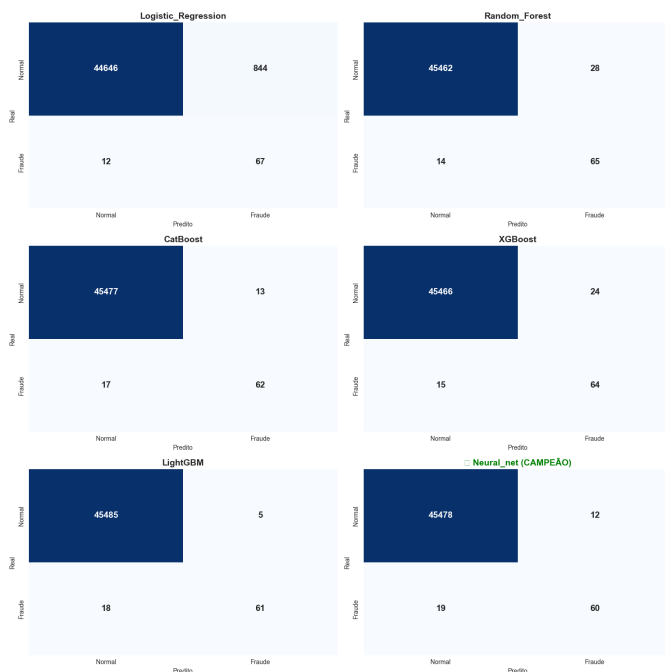 Logistic_Regression
Normal
44646
844
Real
Fraude
12
67
Normal
Fraude
Predito
Random_Forest
Normal
45462
28
Real
Fraude
14
65
Normal
Fraude
Predito
CatBoost
Normal
45477
13
Real
Fraude
17
62
Normal
Fraude
Predito
XGBoost
Normal
45466
24
Real
Fraude
15
64
Normal
Fraude
Predito
LightGBM
Normal
45485
5
Real
Fraude
18
61
Normal
Fraude
Predito
Neural_net (CAMPEÃO)
Normal
45478
12
Real
Fraude
19
60
Normal
Fraude
Predito